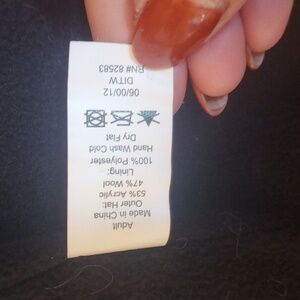 Adult
Made in China
Outer Hat:
53% Acrylic
47% Wool
Lining:
100% Polyester
Hand Wash Cold
Dry Flat
06/00/12
DITW
RN# 82583